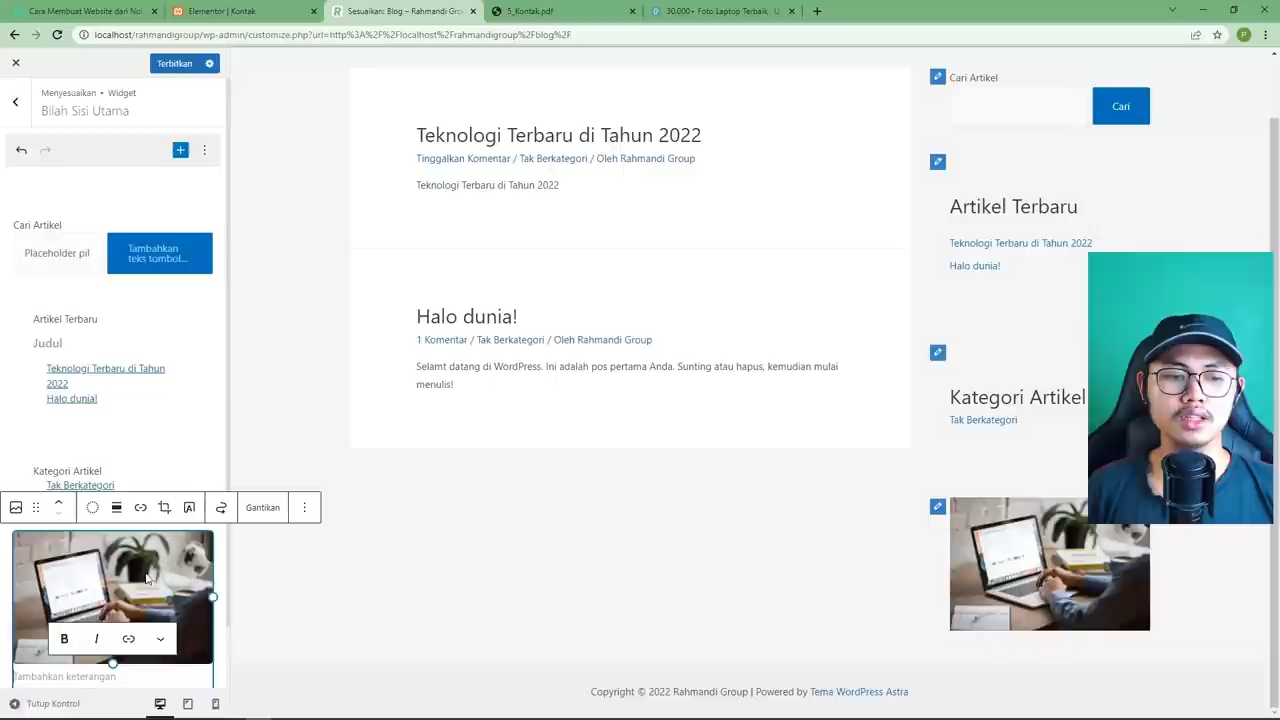 Cara Membuat Website dari Nol
Elementor | Kontak
Sesuaikan: Blog – Rahmandi Gro
5_Kontak.pdf
30.000+ Foto Laptop Terbaik
localhost/rahmandigroup/wp-admin/customize.php?url=http%3A%2F%2Flocalhost%2Frahmandigroup%2Fblog%2F
P
Terbitkan
Menyesuaikan • Widget
Bilah Sisi Utama
Cari Artikel
Placeholder pil
Tambahkan
teks tombol...
Artikel Terbaru
Judul
Teknologi Terbaru di Tahun
2022
Halo dunia!
Kategori Artikel
Tak Berkategori
Gantikan
B I
Tambahkan keterangan
Tutup Kontrol
Teknologi Terbaru di Tahun 2022
Tinggalkan Komentar / Tak Berkategori / Oleh Rahmandi Group
Teknologi Terbaru di Tahun 2022
Halo dunia!
1 Komentar / Tak Berkategori / Oleh Rahmandi Group
Selamt datang di WordPress. Ini adalah pos pertama Anda. Sunting atau hapus, kemudian mulai
menulis!
Cari Artikel
Cari
Artikel Terbaru
Teknologi Terbaru di Tahun 2022
Halo dunia!
Kategori Artikel
Tak Berkategori
Copyright © 2022 Rahmandi Group | Powered by Tema WordPress Astra